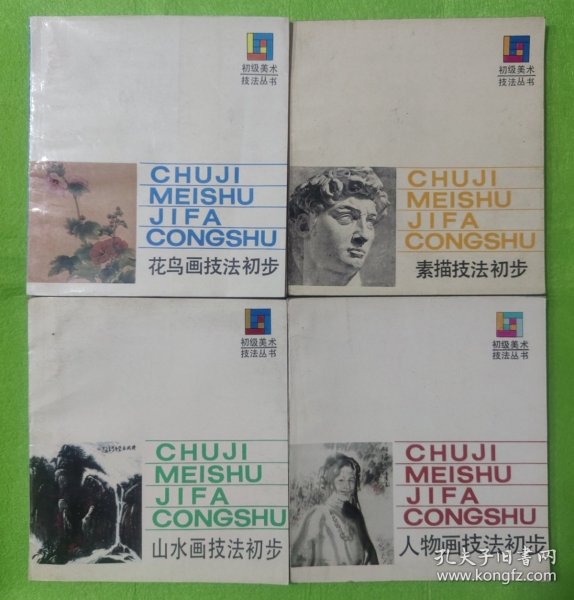 初级美术
技法丛书
CHUJI
MEISHU
JIFA
CONGSHU
花鸟画技法初步
初级美术
技法丛书
CHUJI
MEISHU
JIFA
CONGSHU
素描技法初步
初级美术
技法丛书
CHUJI
MEISHU
JIFA
CONGSHU
山水画技法初步
初级美术
技法丛书
CHUJI
MEISHU
JIFA
CONGSHU
人物画技法初步
孔夫子旧书网
www.kongfz.com